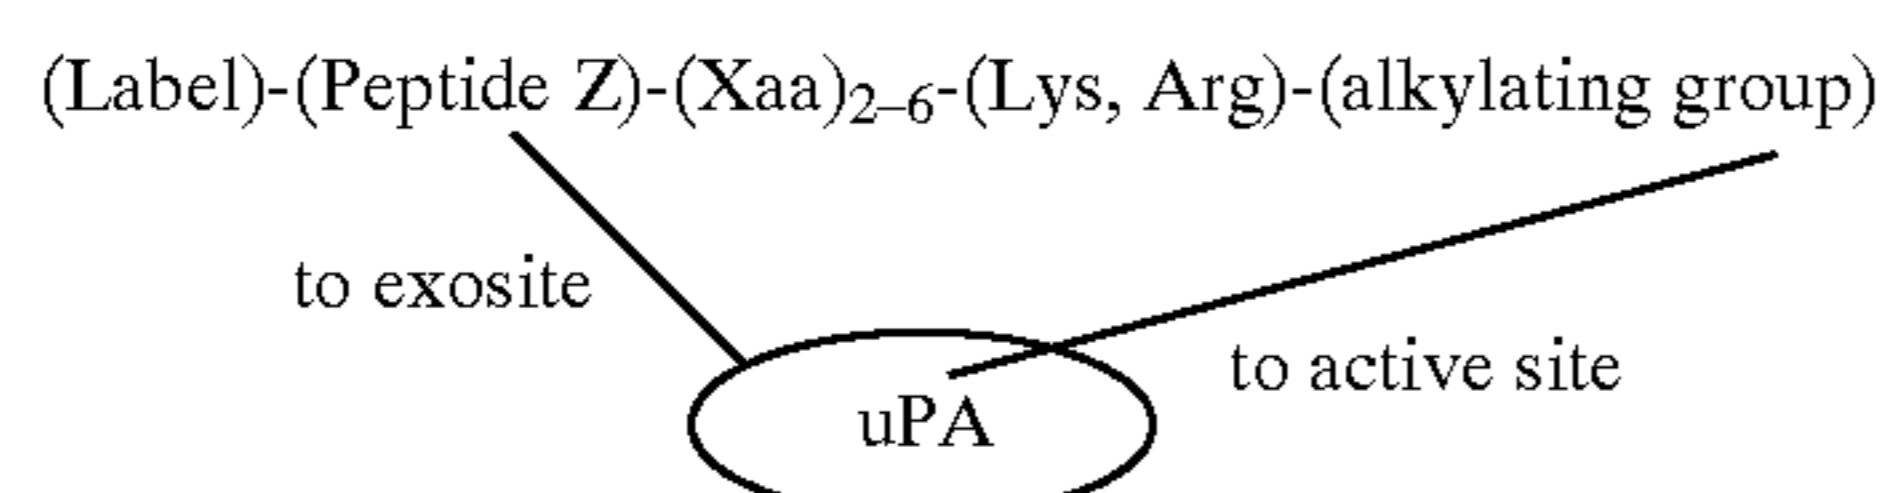 (Label)-(Peptide Z)-(Xaa)₂₋₆-(Lys, Arg)-(alkylating group)
to exosite
to active site
uPA